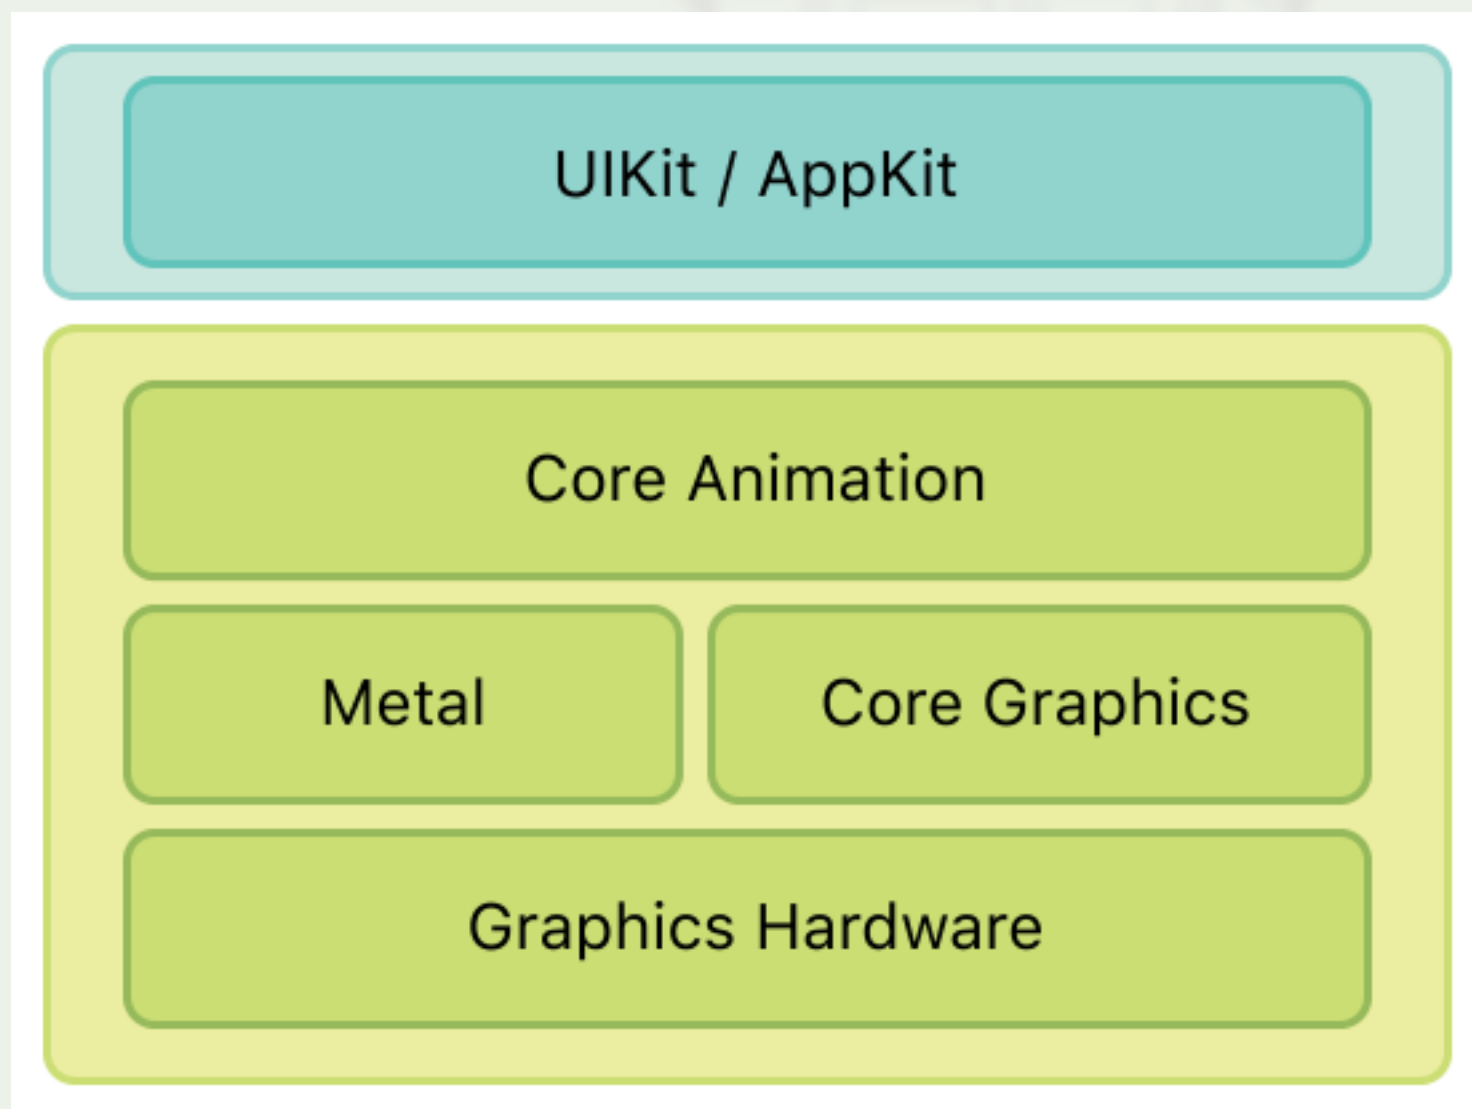 UIKit / AppKit
Core Animation
Metal
Core Graphics
Graphics Hardware